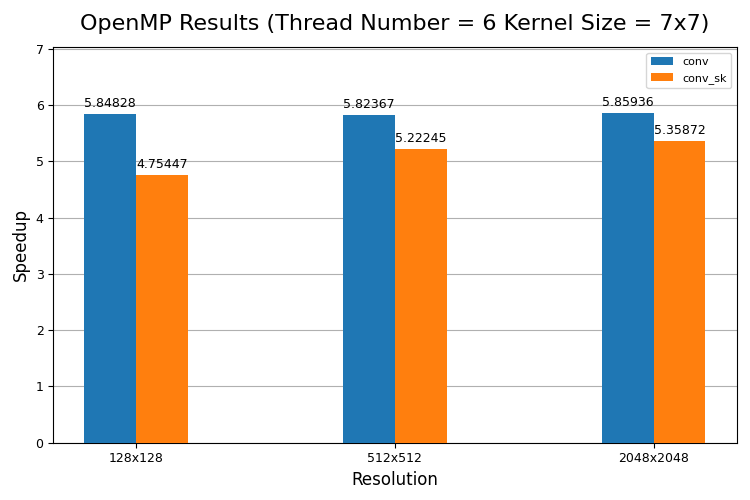 OpenMP Results (Thread Number = 6 Kernel Size = 7x7)
7
6
5
4
3
2
1
0
Speedup
conv
conv_sk
5.84828
4.75447
5.82367
5.22245
5.85936
5.35872
128x128
512x512
2048x2048
Resolution